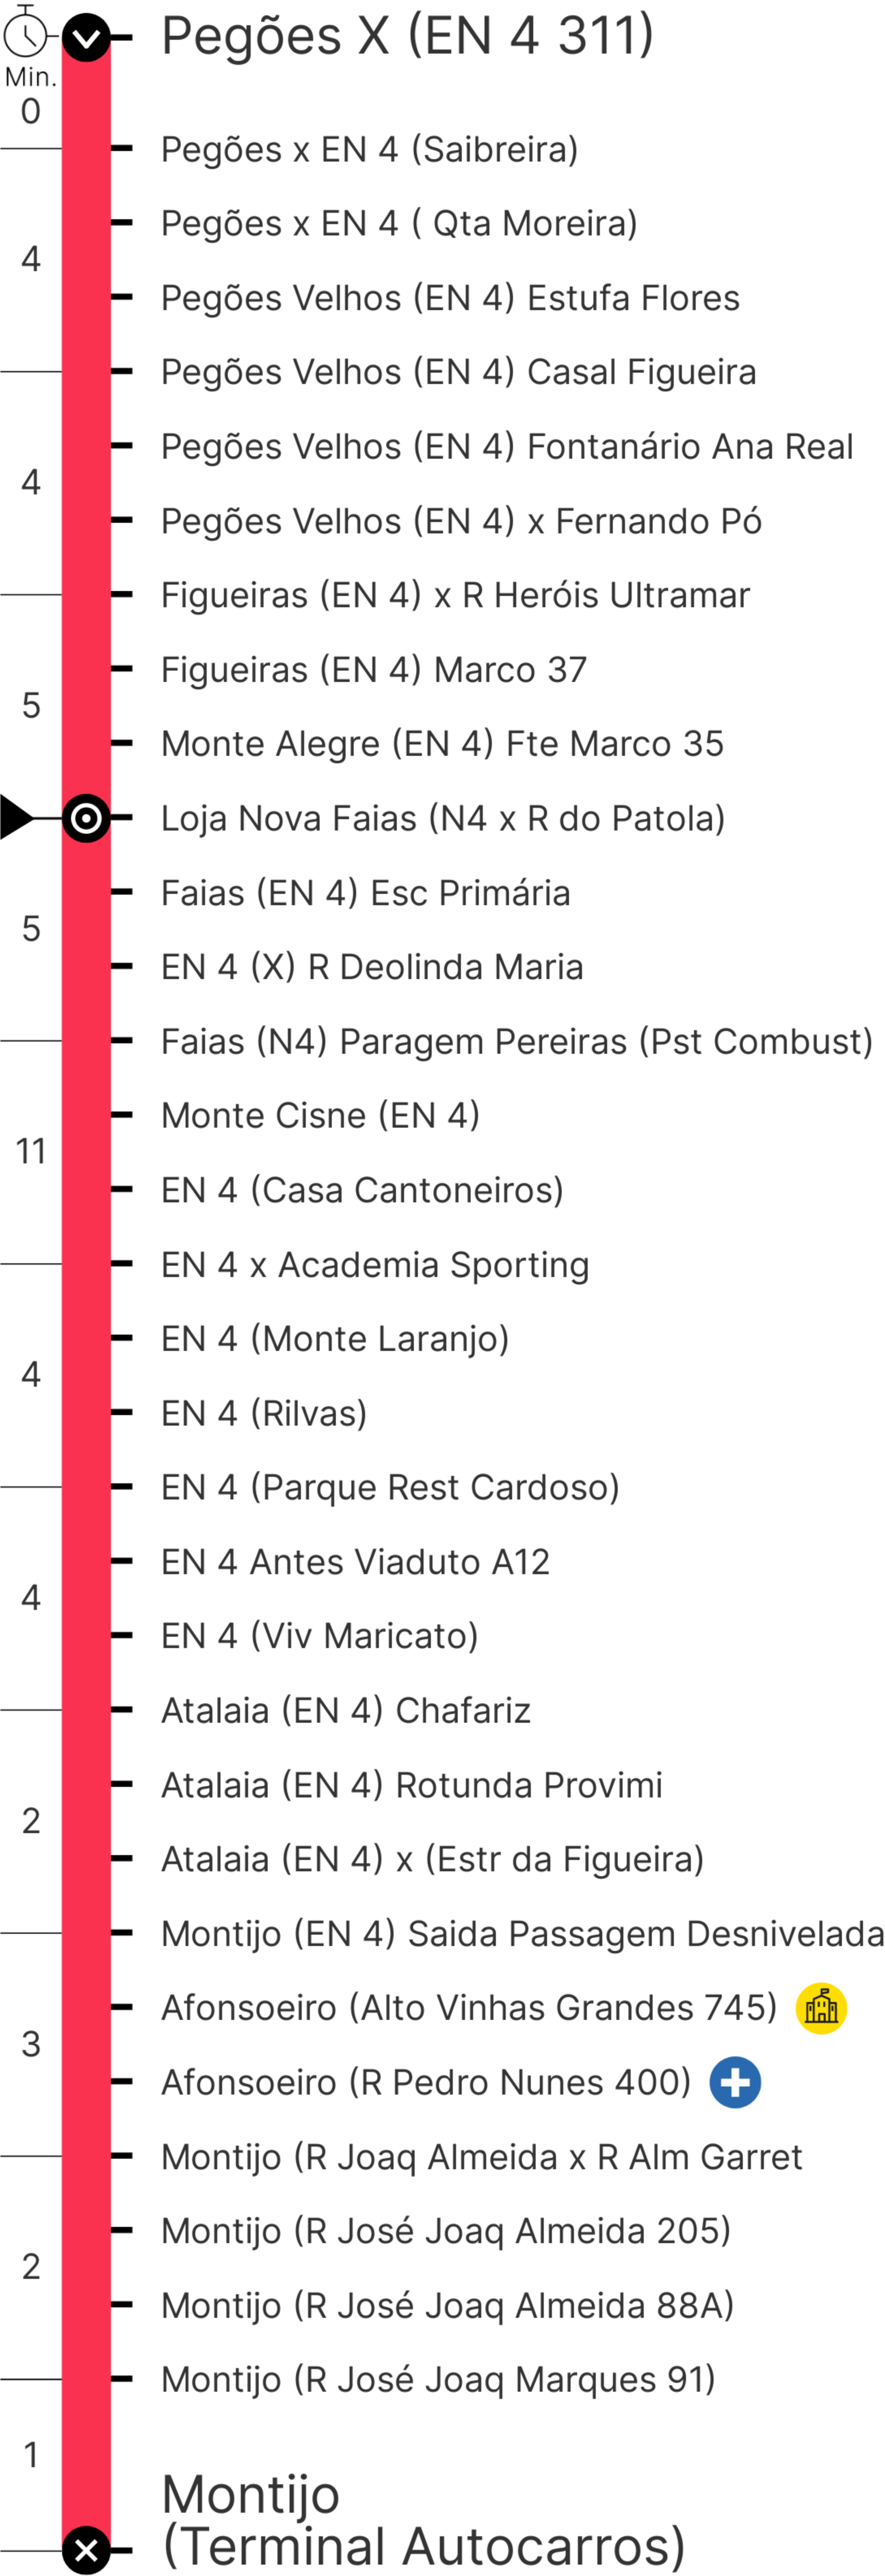 Pegões X (EN 4 311)
Min.
0
Pegões x EN 4 (Saibreira)
Pegões x EN 4 ( Qta Moreira)
4
Pegões Velhos (EN 4) Estufa Flores
Pegões Velhos (EN 4) Casal Figueira
Pegões Velhos (EN 4) Fontanário Ana Real
4
Pegões Velhos (EN 4) x Fernando Pó
Figueiras (EN 4) x R Heróis Ultramar
Figueiras (EN 4) Marco 37
5
Monte Alegre (EN 4) Fte Marco 35
Loja Nova Faias (N4 x R do Patola)
Faias (EN 4) Esc Primária
5
EN 4 (X) R Deolinda Maria
Faias (N4) Paragem Pereiras (Pst Combust)
Monte Cisne (EN 4)
11
EN 4 (Casa Cantoneiros)
EN 4 x Academia Sporting
EN 4 (Monte Laranjo)
4
EN 4 (Rilvas)
EN 4 (Parque Rest Cardoso)
EN 4 Antes Viaduto A12
4
EN 4 (Viv Maricato)
Atalaia (EN 4) Chafariz
Atalaia (EN 4) Rotunda Provimi
2
Atalaia (EN 4) x (Estr da Figueira)
Montijo (EN 4) Saida Passagem Desnivelada
Afonsoeiro (Alto Vinhas Grandes 745)
3
Afonsoeiro (R Pedro Nunes 400)
Montijo (R Joaq Almeida x R Alm Garret
Montijo (R José Joaq Almeida 205)
2
Montijo (R José Joaq Almeida 88A)
Montijo (R José Joaq Marques 91)
1
Montijo
(Terminal Autocarros)